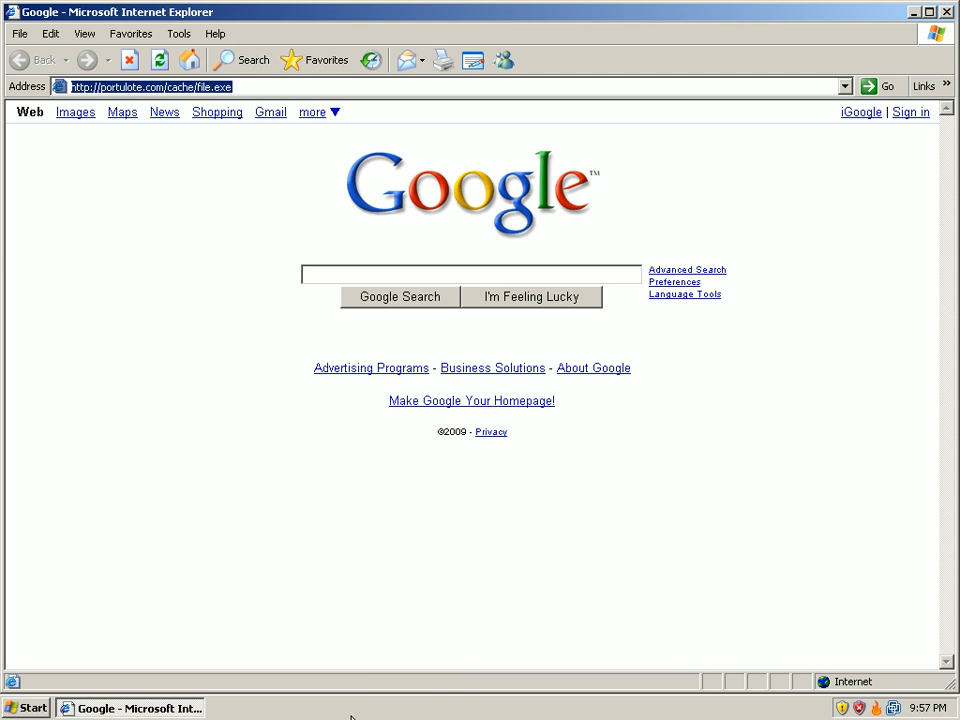 Google - Microsoft Internet Explorer
File Edit View Favorites Tools Help
Back Search Favorites
Address http://portulote.com/cache/file.exe Go Links »
Web Images Maps News Shopping Gmail more ▼ iGoogle | Sign in
Google™
Advanced Search
Preferences
Language Tools
Google Search I'm Feeling Lucky
Advertising Programs - Business Solutions - About Google
Make Google Your Homepage!
©2009 - Privacy
Internet
Start Google - Microsoft Int... 9:57 PM